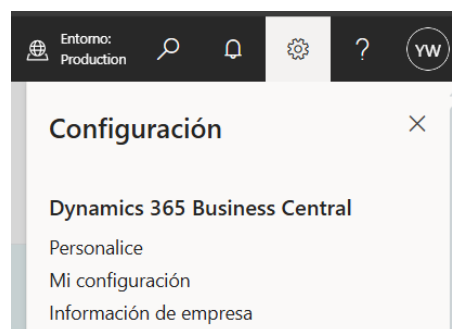 Entorno:
Production
?
YW
Configuración
Dynamics 365 Business Central
Personalice
Mi configuración
Información de empresa